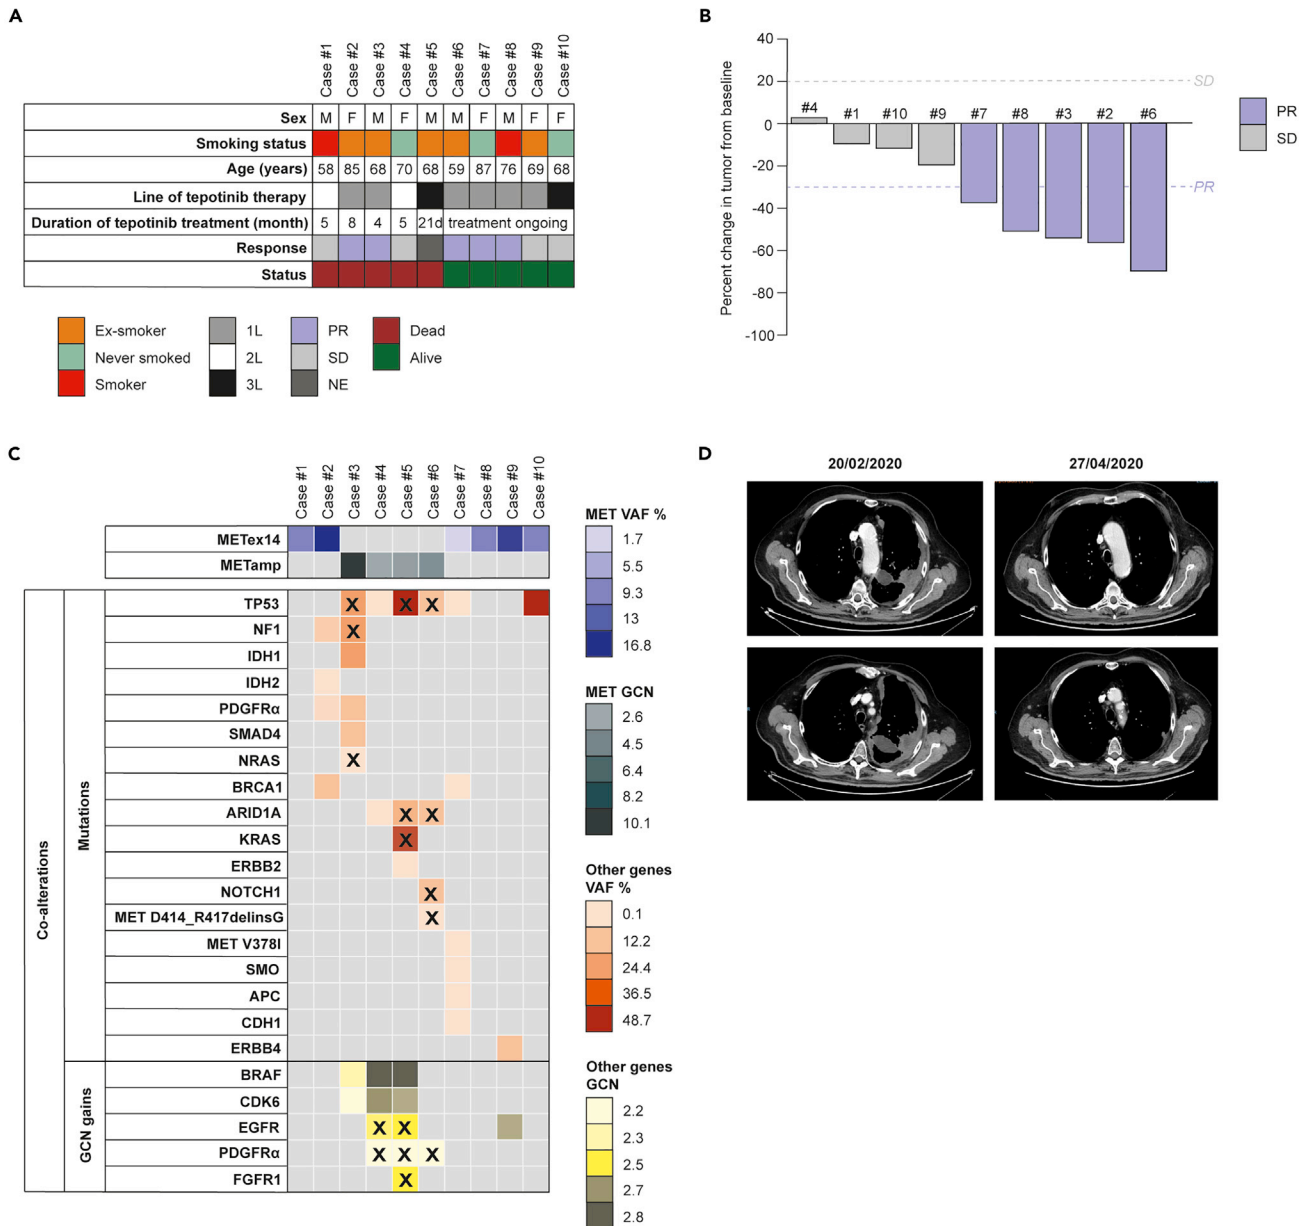 A
Case #1 Case #2 Case #3 Case #4 Case #5 Case #6 Case #7 Case #8 Case #9 Case #10
Sex M F F F M M F M F F
Smoking status
Age (years) 58 85 68 70 68 59 87 76 69 68
Line of tepotinib therapy
Duration of tepotinib treatment (month) 5 8 4 5 21d treatment ongoing
Response
Status
Ex-smoker 1L PR Dead
Never smoked 2L SD Alive
Smoker 3L NE
B
Percent change in tumor from baseline
40
20 SD
#4 #1 #10 #9 #7 #8 #3 #2 #6
0
-20
PR
-40
-60
-80
-100
PR
SD
C
Case #1 Case #2 Case #3 Case #4 Case #5 Case #6 Case #7 Case #8 Case #9 Case #10
METex14
METamp
Co-alterations
Mutations
TP53 X X X
NF1 X
IDH1
IDH2
PDGFRα
SMAD4
NRAS X
BRCA1
ARID1A X X
KRAS X
ERBB2
NOTCH1 X
MET D414_R417delinsG X
MET V378I
SMO
APC
CDH1
ERBB4
GCN gains
BRAF
CDK6
EGFR X X
PDGFRα X X X
FGFR1 X
MET VAF %
1.7
5.5
9.3
13
16.8
MET GCN
2.6
4.5
6.4
8.2
10.1
Other genes
VAF %
0.1
12.2
24.4
36.5
48.7
Other genes
GCN
2.2
2.3
2.5
2.7
2.8
D
20/02/2020 27/04/2020